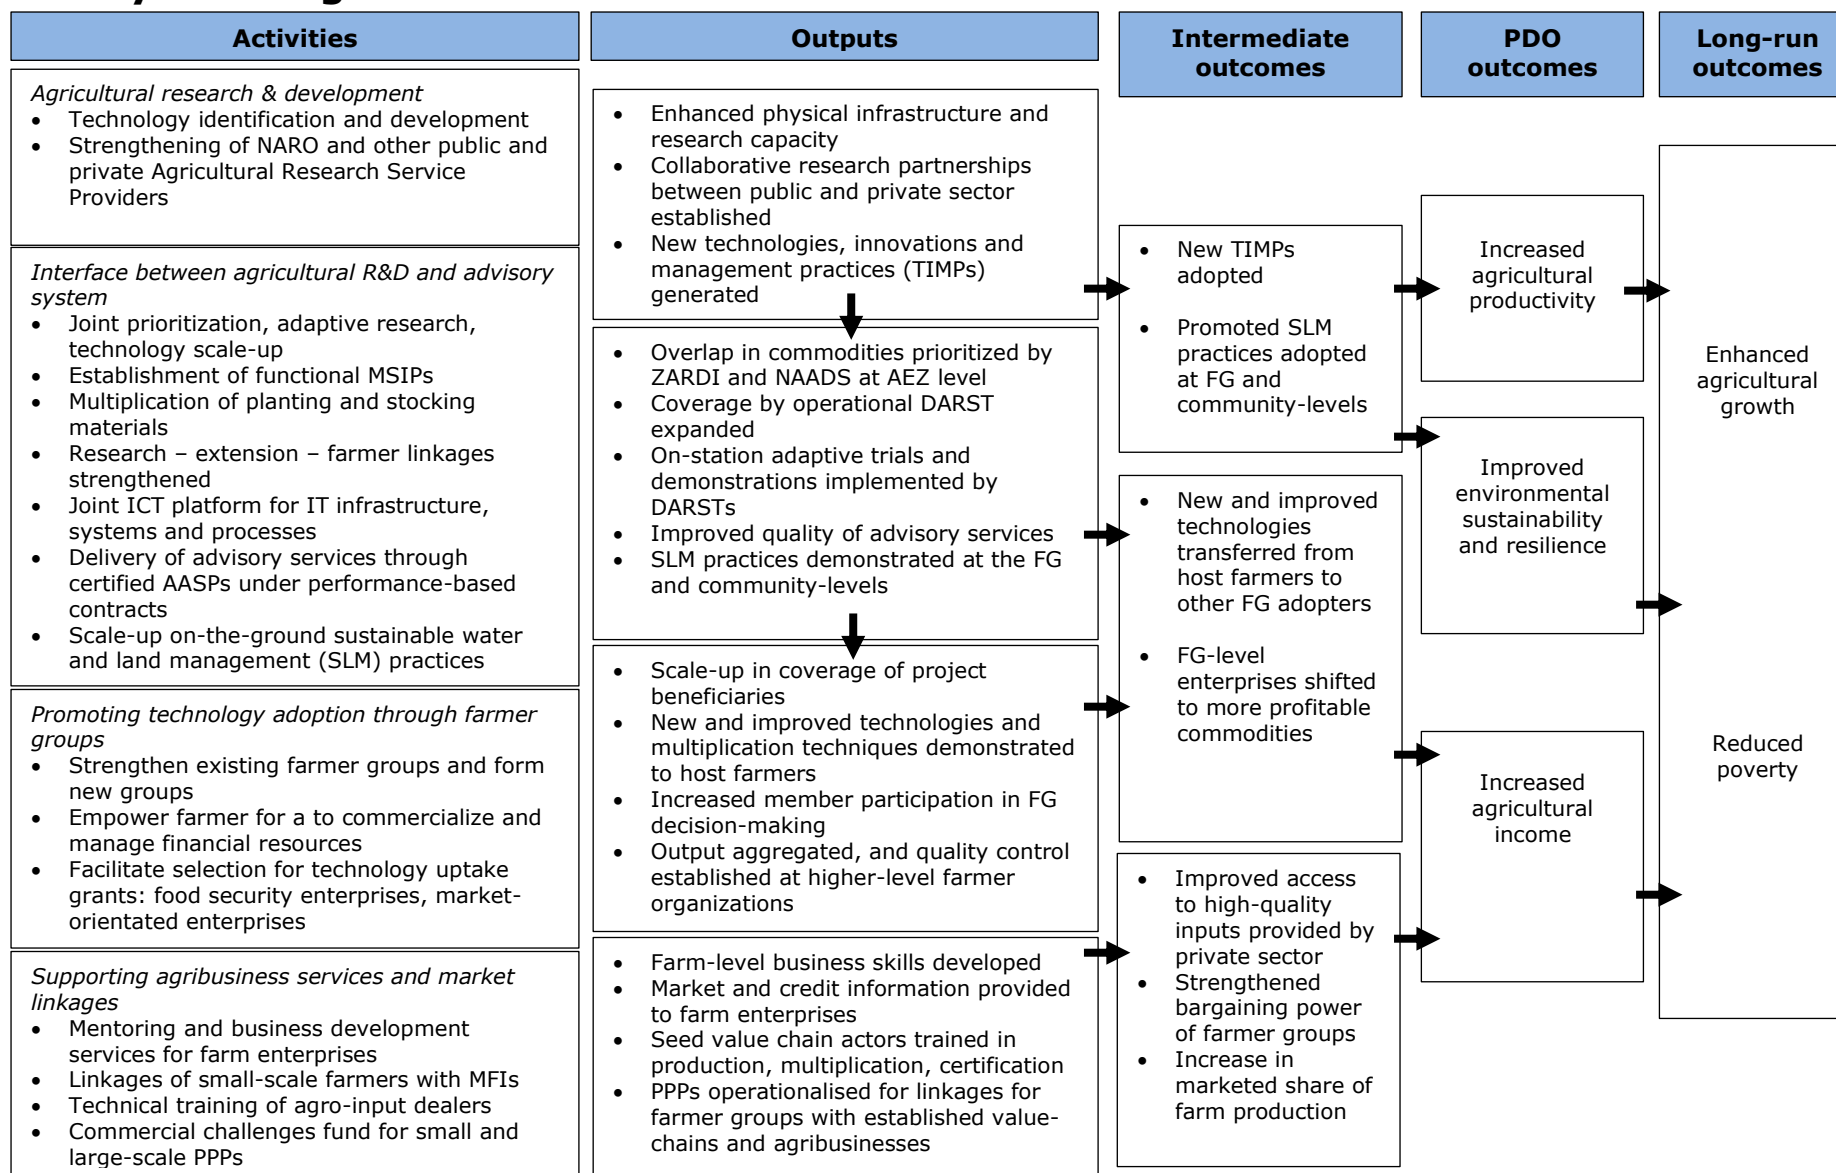 Activities
Agricultural research & development
• Technology identification and development
• Strengthening of NARO and other public and
private Agricultural Research Service
Providers
Interface between agricultural R&D and advisory
system
• Joint prioritization, adaptive research,
technology scale-up
• Establishment of functional MSIPs
• Multiplication of planting and stocking
materials
• Research – extension – farmer linkages
strengthened
• Joint ICT platform for IT infrastructure,
systems and processes
• Delivery of advisory services through
certified AASPs under performance-based
contracts
• Scale-up on-the-ground sustainable water
and land management (SLM) practices
Promoting technology adoption through farmer
groups
• Strengthen existing farmer groups and form
new groups
• Empower farmer for a to commercialize and
manage financial resources
• Facilitate selection for technology uptake
grants: food security enterprises, market-
orientated enterprises
Supporting agribusiness services and market
linkages
• Mentoring and business development
services for farm enterprises
• Linkages of small-scale farmers with MFIs
• Technical training of agro-input dealers
• Commercial challenges fund for small and
large-scale PPPs
Outputs
• Enhanced physical infrastructure and
research capacity
• Collaborative research partnerships
between public and private sector
established
• New technologies, innovations and
management practices (TIMPs)
generated
• Overlap in commodities prioritized by
ZARDI and NAADS at AEZ level
• Coverage by operational DARST
expanded
• On-station adaptive trials and
demonstrations implemented by
DARSTs
• Improved quality of advisory services
• SLM practices demonstrated at the FG
and community-levels
• Scale-up in coverage of project
beneficiaries
• New and improved technologies and
multiplication techniques demonstrated
to host farmers
• Increased member participation in FG
decision-making
• Output aggregated, and quality control
established at higher-level farmer
organizations
• Farm-level business skills developed
• Market and credit information provided
to farm enterprises
• Seed value chain actors trained in
production, multiplication, certification
• PPPs operationalised for linkages for
farmer groups with established value-
chains and agribusinesses
Intermediate
outcomes
• New TIMPs
adopted
• Promoted SLM
practices adopted
at FG and
community-levels
• New and improved
technologies
transferred from
host farmers to
other FG adopters
• FG-level
enterprises shifted
to more profitable
commodities
• Improved access
to high-quality
inputs provided by
private sector
• Strengthened
bargaining power
of farmer groups
• Increase in
marketed share of
farm production
PDO
outcomes
Increased
agricultural
productivity
Improved
environmental
sustainability
and resilience
Increased
agricultural
income
Long-run
outcomes
Enhanced
agricultural
growth
Reduced
poverty